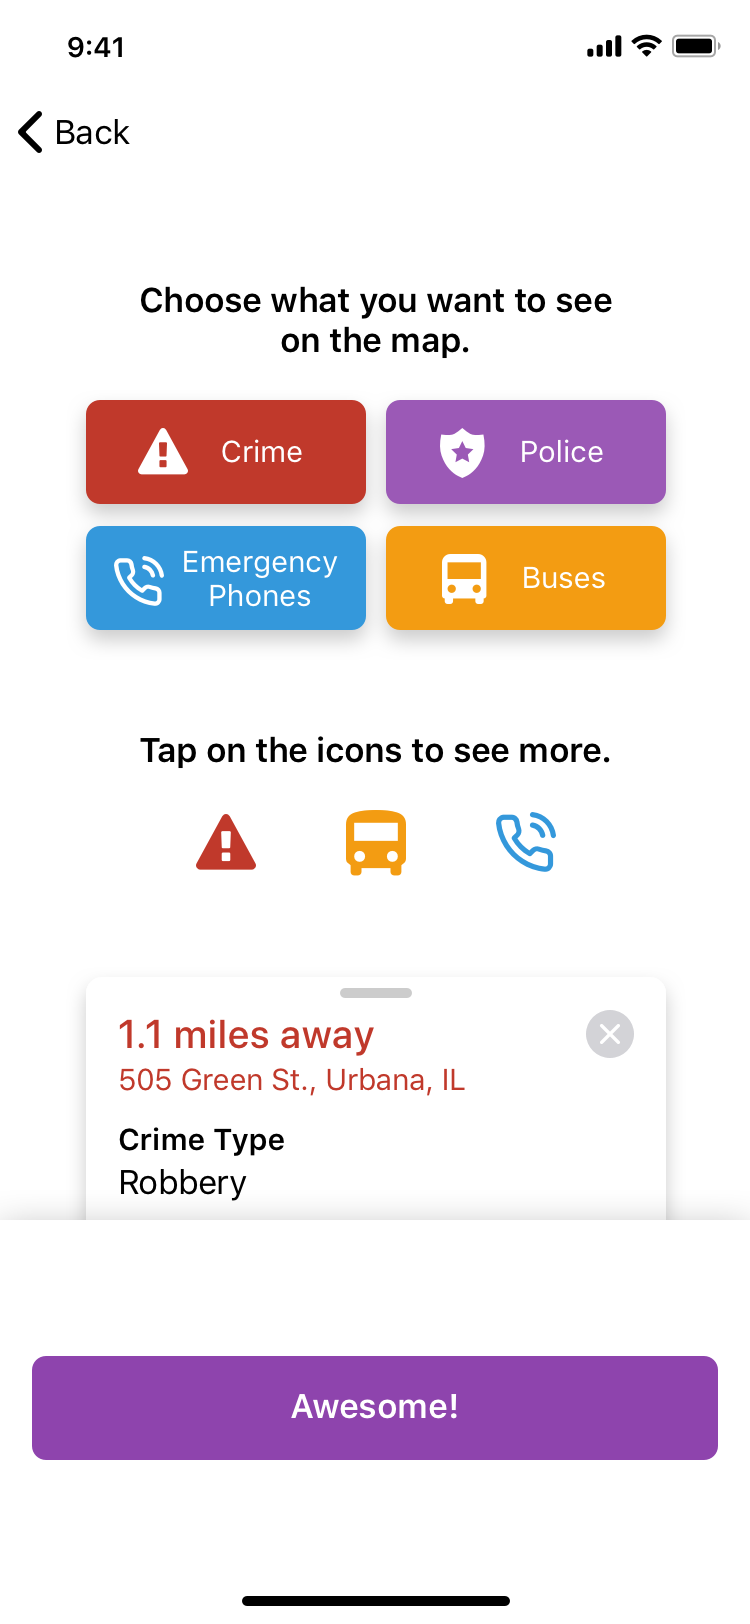 9:41
Back
Choose what you want to see
on the map.
Crime
Police
Emergency
Phones
Buses
Tap on the icons to see more.
1.1 miles away
505 Green St., Urbana, IL
Crime Type
Robbery
Awesome!